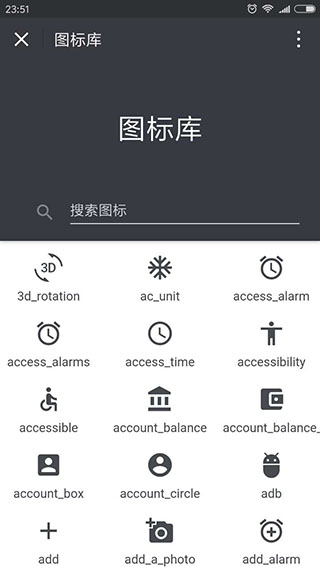 23:51
图标库
图标库
搜索图标
3D
3d_rotation ac_unit access_alarm
access_alarms access_time accessibility
accessible account_balance account_balance_
account_box account_circle adb
add add_a_photo add_alarm